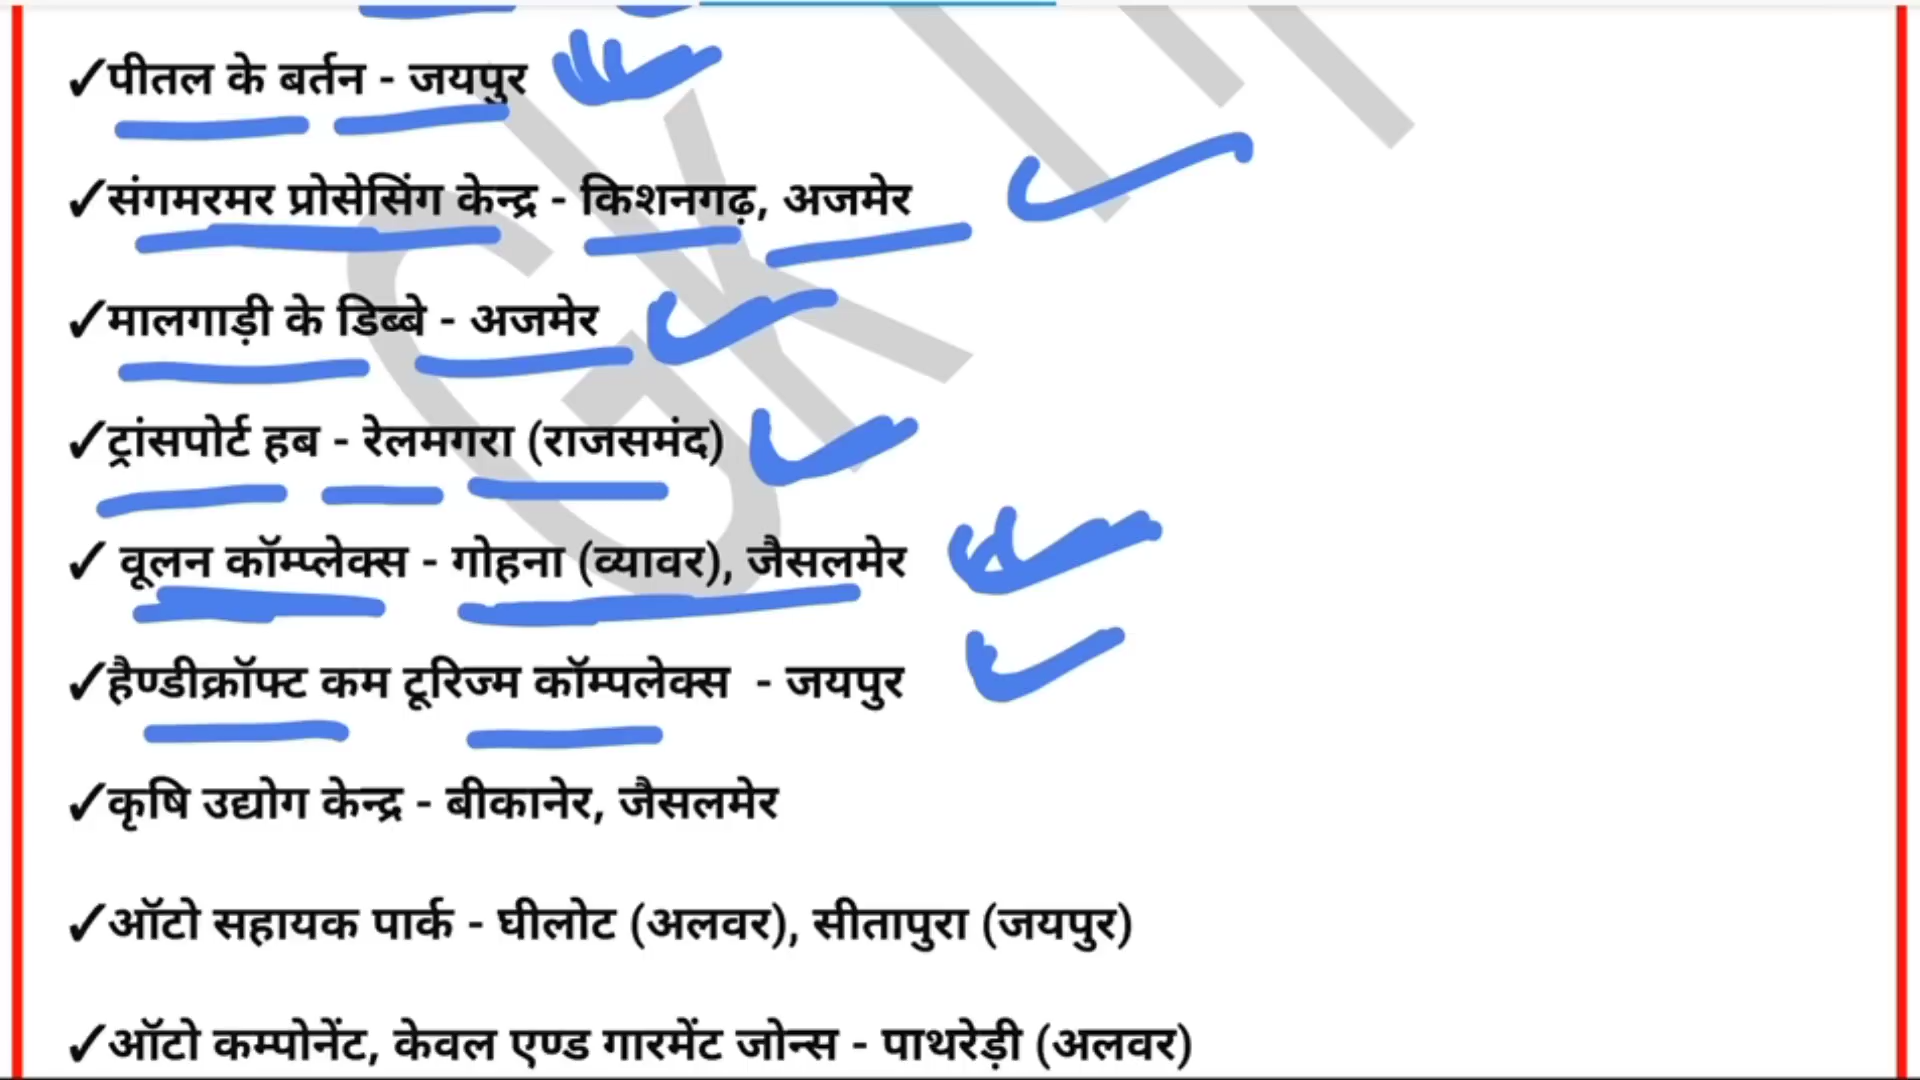 ✓पीतल के बर्तन - जयपुर
✓संगमरमर प्रोसेसिंग केन्द्र - किशनगढ़, अजमेर
✓मालगाड़ी के डिब्बे - अजमेर
✓ट्रांसपोर्ट हब - रेलमगरा (राजसमंद)
✓ वूलन कॉम्प्लेक्स - गोहना (व्यावर), जैसलमेर
✓हैण्डीक्रॉफ्ट कम टूरिज्म कॉम्पलेक्स - जयपुर
✓कृषि उद्योग केन्द्र - बीकानेर, जैसलमेर
✓ऑटो सहायक पार्क - घीलोट (अलवर), सीतापुरा (जयपुर)
✓ऑटो कम्पोनेंट, केवल एण्ड गारमेंट जोन्स - पाथरेड़ी (अलवर)